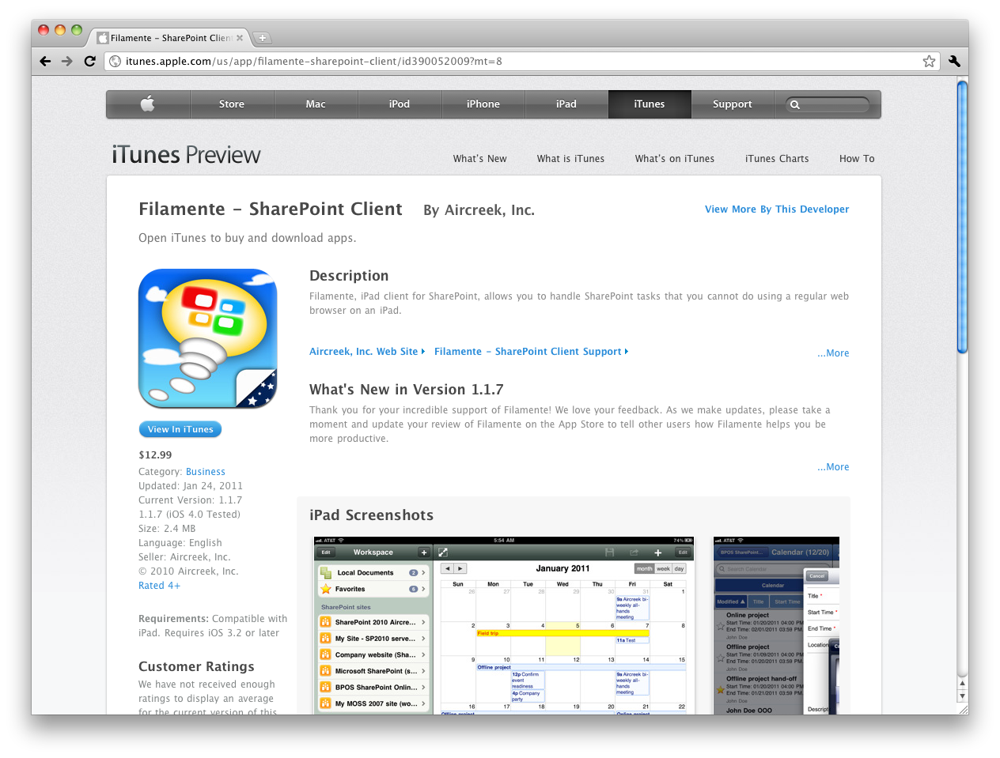 Filamente – SharePoint Client
itunes.apple.com/us/app/filamente-sharepoint-client/id390052009?mt=8
Store Mac iPod iPhone iPad iTunes Support
iTunes Preview
What's New What is iTunes What's on iTunes iTunes Charts How To
Filamente – SharePoint Client By Aircreek, Inc. View More By This Developer
Open iTunes to buy and download apps.
Description
Filamente, iPad client for SharePoint, allows you to handle SharePoint tasks that you cannot do using a regular web
browser on an iPad.
Aircreek, Inc. Web Site Filamente – SharePoint Client Support ...More
What's New in Version 1.1.7
Thank you for your incredible support of Filamente! We love your feedback. As we make updates, please take a
moment and update your review of Filamente on the App Store to tell other users how Filamente helps you be
more productive.
...More
View In iTunes
$12.99
Category: Business
Updated: Jan 24, 2011
Current Version: 1.1.7
1.1.7 (iOS 4.0 Tested)
Size: 2.4 MB
Language: English
Seller: Aircreek, Inc.
© 2010 Aircreek, Inc.
Rated 4+
Requirements: Compatible with
iPad. Requires iOS 3.2 or later
Customer Ratings
We have not received enough
ratings to display an average
for the current version of this
iPad Screenshots
AT&T 5:54 AM 74%
Edit Workspace + + Edit
Local Documents 2
Favorites 6
SharePoint sites
SharePoint 2010 Aircre...
My Site - SP2010 serve...
Company website (Sha...
Microsoft SharePoint (s...
BPOS SharePoint Onlin...
My MOSS 2007 site (wo...
January 2011 month week day
Sun Mon Tue Wed Thu Fri Sat
26 27 28 29 30 31 1
9a Aircreek bi-
weekly all-
hands
meeting
2 3 4 5 6 7 8
Field trip
11a Test
9 10 11 12 13 14 15
Offline project
12p Confirm
event
readiness
4p Company
party
9a Aircreek bi-
weekly all-
hands
meeting
16 17 18 19 20 21 22
Offline project Online project
AT&T
BPOS SharePoint... Calendar (12/20)
Search Calendar
Calendar
Modified Title Start Time
Online project
Start Time: 01/20/2011 04:00 PM
End Time: 02/01/2011 03:59 PM
John Doe
Offline project
Start Time: 01/09/2011 04:00 PM
End Time: 01/20/2011 03:59 PM
John Doe
Offline project hand-off
Start Time: 01/20/2011 04:00 PM
End Time: 01/21/2011 03:59 PM
John Doe
John Doe OOO
Cancel
Title *
Start Time *
End Time *
Location
Descript